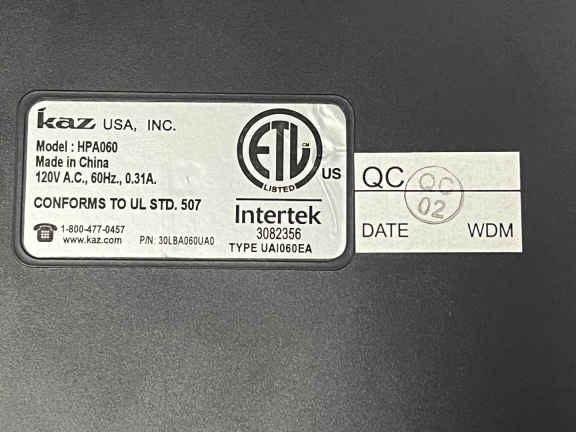 kaz USA, INC.
Model : HPA060
Made in China
120V A.C., 60Hz., 0.31A.
CONFORMS TO UL STD. 507
1-800-477-0457
www.kaz.com
P/N: 30LBA060UA0
ETL
CM
LISTED
US
Intertek
3082356
TYPE UAI060EA
QC
QC
02
DATE WDM